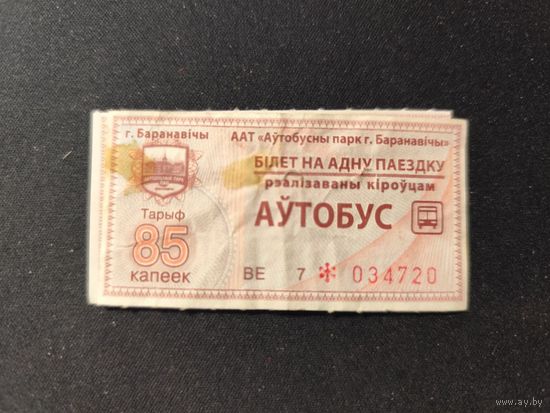 г. Баранавічы
ААТ «Аўтобусны парк г. Баранавічы»
БІЛЕТ НА АДНУ ПАЕЗДКУ
рэалізаваны кіроўцам
АЎТОБУС
Тарыф
85
капеек
ВЕ 7 * 034720
www.ay.by